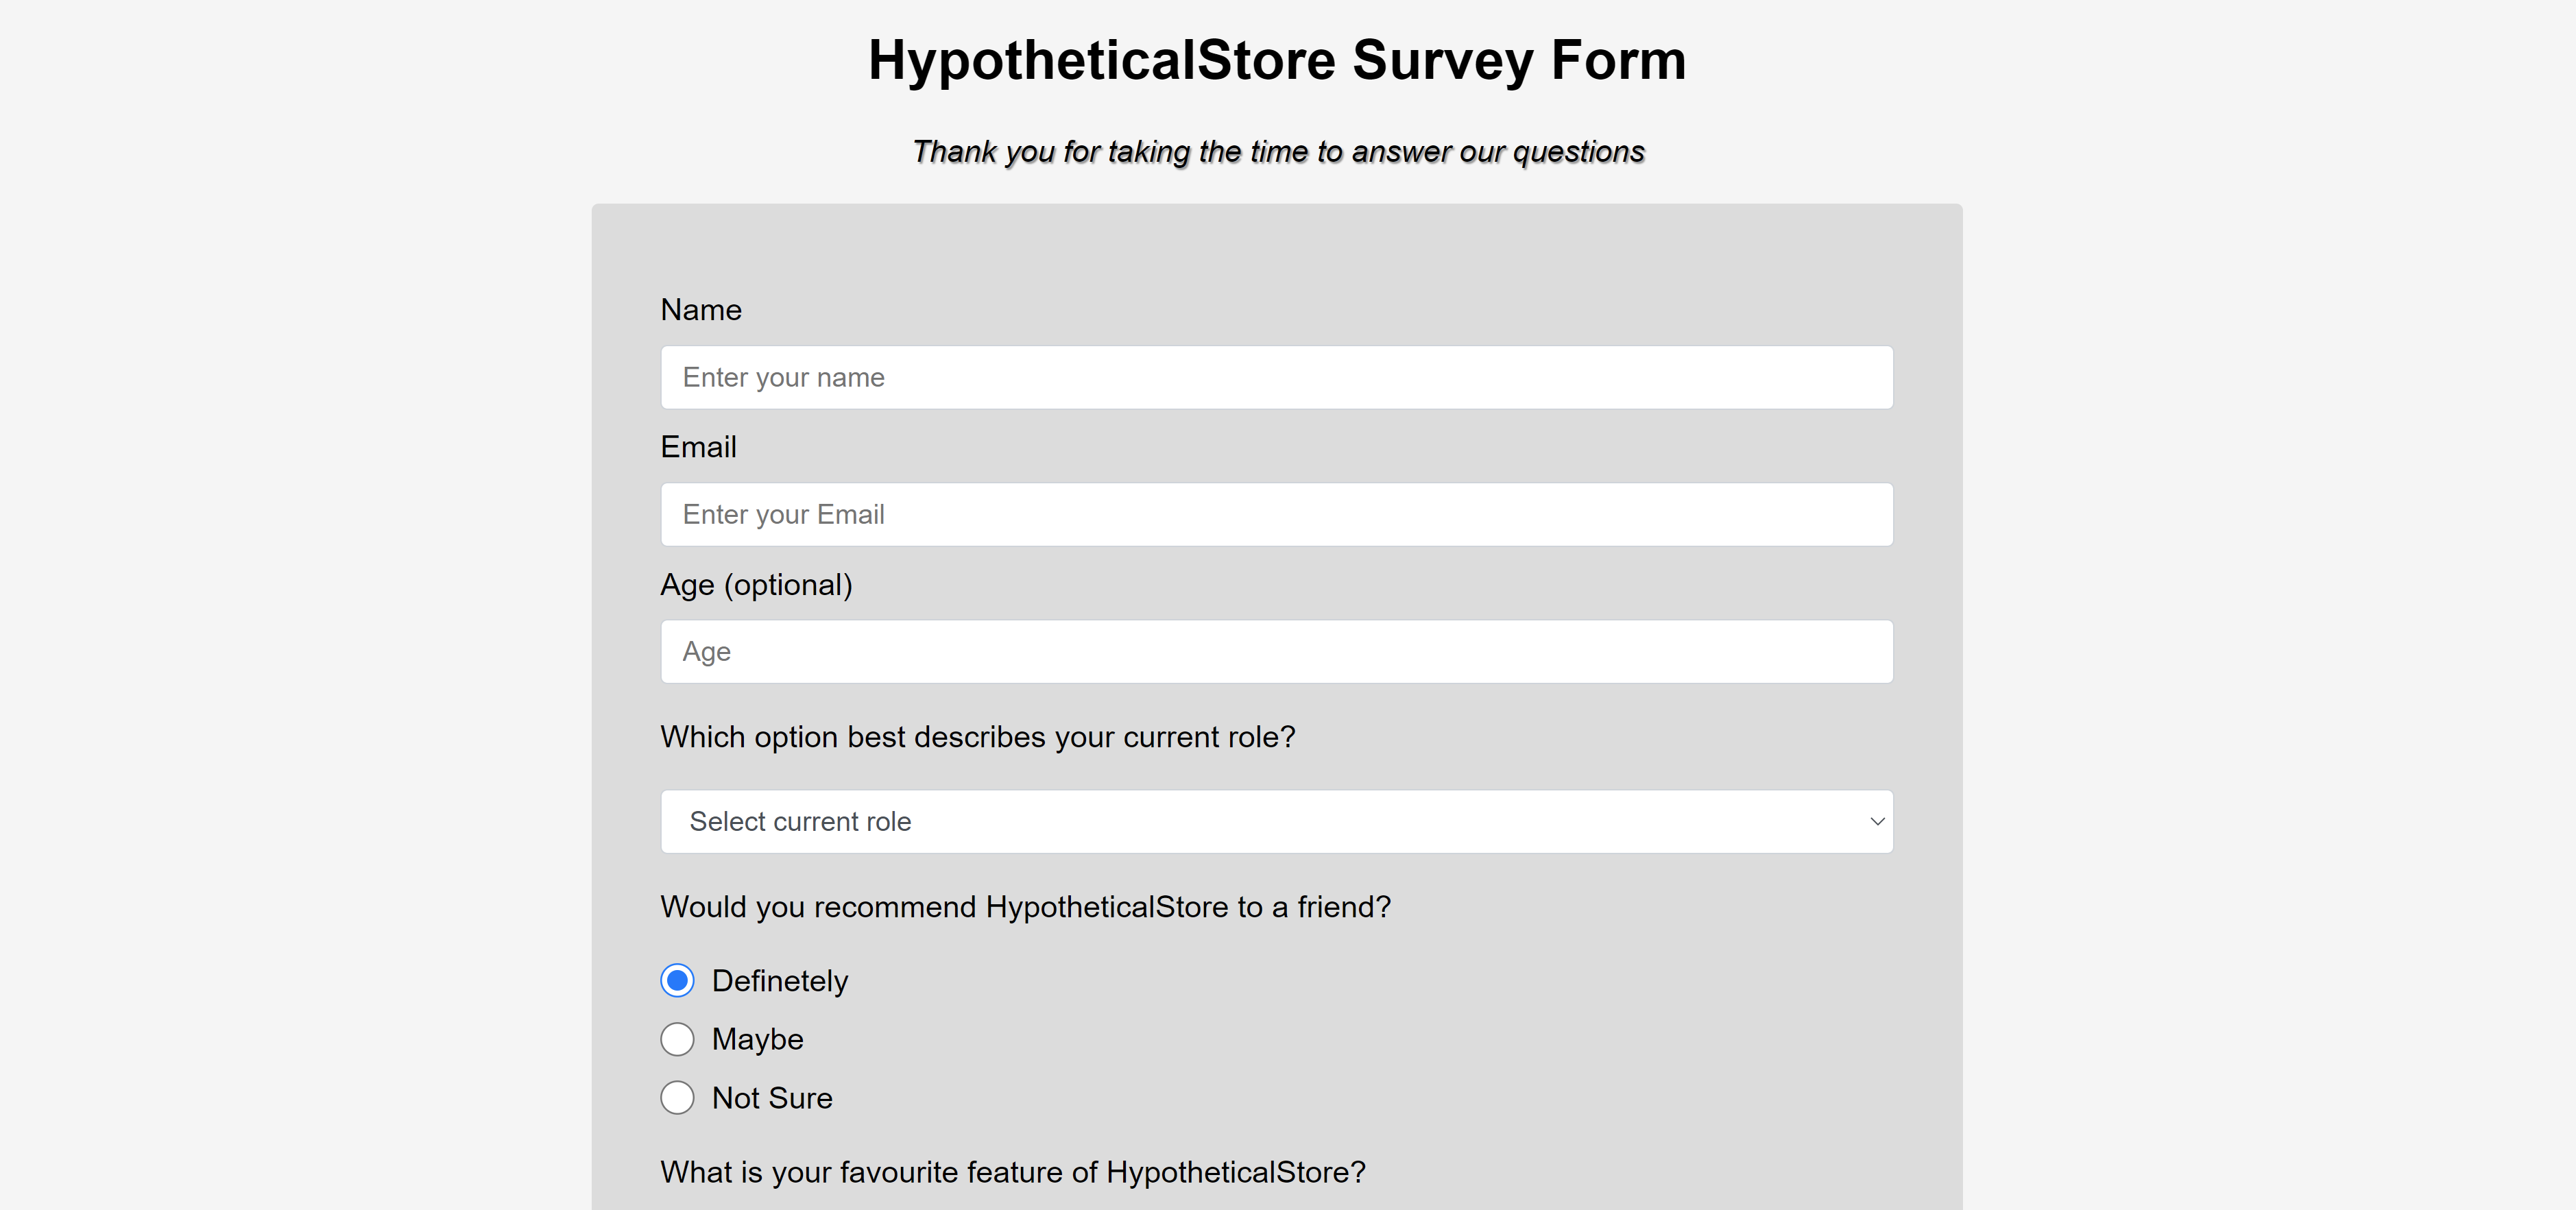 HypotheticalStore Survey Form
Thank you for taking the time to answer our questions
Name
Enter your name
Email
Enter your Email
Age (optional)
Age
Which option best describes your current role?
Select current role
Would you recommend HypotheticalStore to a friend?
Definetely
Maybe
Not Sure
What is your favourite feature of HypotheticalStore?